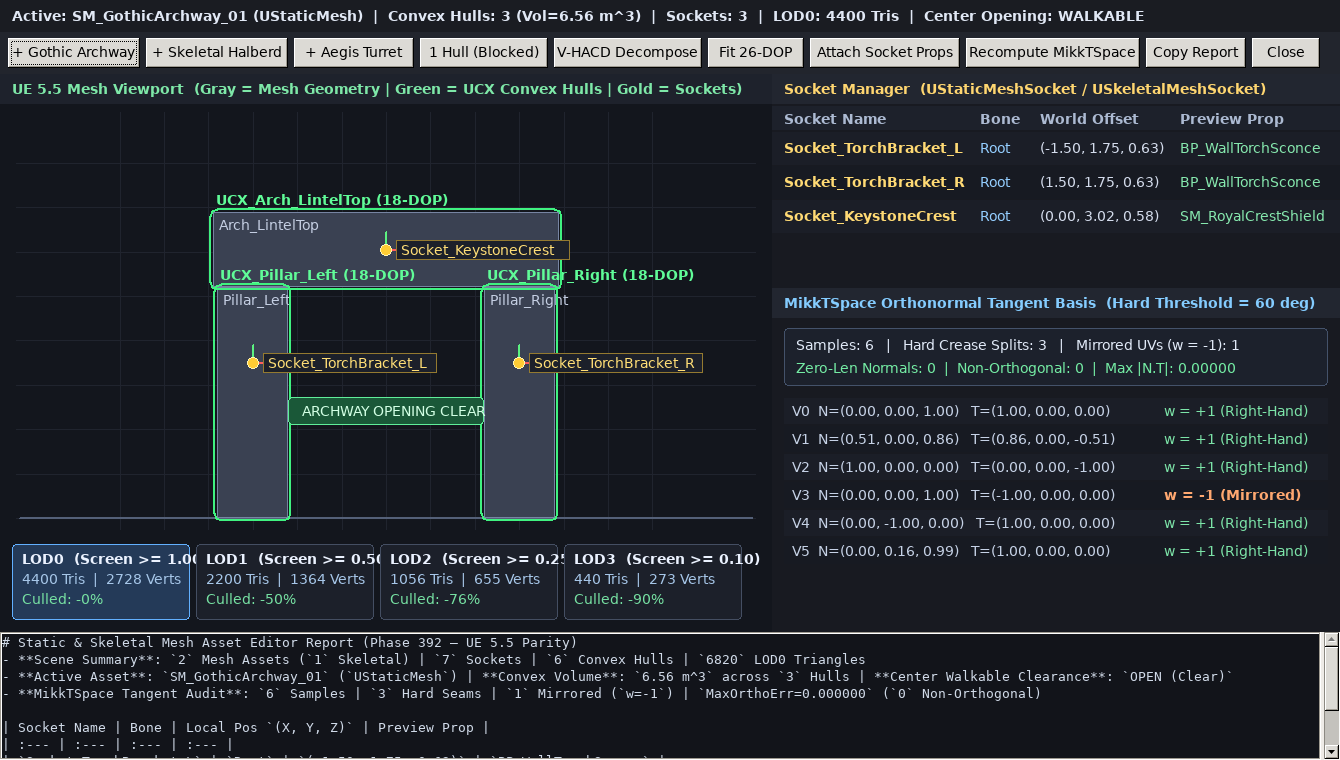 Active: SM_GothicArchway_01 (UStaticMesh)  |  Convex Hulls: 3 (Vol=6.56 m^3)  |  Sockets: 3  |  LOD0: 4400 Tris  |  Center Opening: WALKABLE
+ Gothic Archway  + Skeletal Halberd  + Aegis Turret  1 Hull (Blocked)  V-HACD Decompose  Fit 26-DOP  Attach Socket Props  Recompute MikkTSpace  Copy Report  Close
UE 5.5 Mesh Viewport  (Gray = Mesh Geometry | Green = UCX Convex Hulls | Gold = Sockets)
UCX_Arch_LintelTop (18-DOP)
Arch_LintelTop
Socket_KeystoneCrest
UCX_Pillar_Left (18-DOP)  UCX_Pillar_Right (18-DOP)
Pillar_Left  Pillar_Right
Socket_TorchBracket_L  Socket_TorchBracket_R
ARCHWAY OPENING CLEAR
LOD0  (Screen >= 1.00
4400 Tris  |  2728 Verts
Culled: -0%
LOD1  (Screen >= 0.50
2200 Tris  |  1364 Verts
Culled: -50%
LOD2  (Screen >= 0.25
1056 Tris  |  655 Verts
Culled: -76%
LOD3  (Screen >= 0.10)
440 Tris  |  273 Verts
Culled: -90%
Socket Manager  (UStaticMeshSocket / USkeletalMeshSocket)
Socket Name  Bone  World Offset  Preview Prop
Socket_TorchBracket_L  Root  (-1.50, 1.75, 0.63)  BP_WallTorchSconce
Socket_TorchBracket_R  Root  (1.50, 1.75, 0.63)  BP_WallTorchSconce
Socket_KeystoneCrest  Root  (0.00, 3.02, 0.58)  SM_RoyalCrestShield
MikkTSpace Orthonormal Tangent Basis  (Hard Threshold = 60 deg)
Samples: 6  |  Hard Crease Splits: 3  |  Mirrored UVs (w = -1): 1
Zero-Len Normals: 0  |  Non-Orthogonal: 0  |  Max |N.T|: 0.00000
V0  N=(0.00, 0.00, 1.00)  T=(1.00, 0.00, 0.00)  w = +1 (Right-Hand)
V1  N=(0.51, 0.00, 0.86)  T=(0.86, 0.00, -0.51)  w = +1 (Right-Hand)
V2  N=(1.00, 0.00, 0.00)  T=(0.00, 0.00, -1.00)  w = +1 (Right-Hand)
V3  N=(0.00, 0.00, 1.00)  T=(-1.00, 0.00, 0.00)  w = -1 (Mirrored)
V4  N=(0.00, -1.00, 0.00)  T=(1.00, 0.00, 0.00)  w = +1 (Right-Hand)
V5  N=(0.00, 0.16, 0.99)  T=(1.00, 0.00, 0.00)  w = +1 (Right-Hand)
# Static & Skeletal Mesh Asset Editor Report (Phase 392 — UE 5.5 Parity)
- **Scene Summary**: `2` Mesh Assets (`1` Skeletal) | `7` Sockets | `6` Convex Hulls | `6820` LOD0 Triangles
- **Active Asset**: `SM_GothicArchway_01` (`UStaticMesh`) | **Convex Volume**: `6.56 m^3` across `3` Hulls | **Center Walkable Clearance**: `OPEN (Clear)`
- **MikkTSpace Tangent Audit**: `6` Samples | `3` Hard Seams | `1` Mirrored (`w=-1`) | `MaxOrthoErr=0.000000` (`0` Non-Orthogonal)
| Socket Name | Bone | Local Pos `(X, Y, Z)` | Preview Prop |
| :--- | :--- | :--- | :--- |